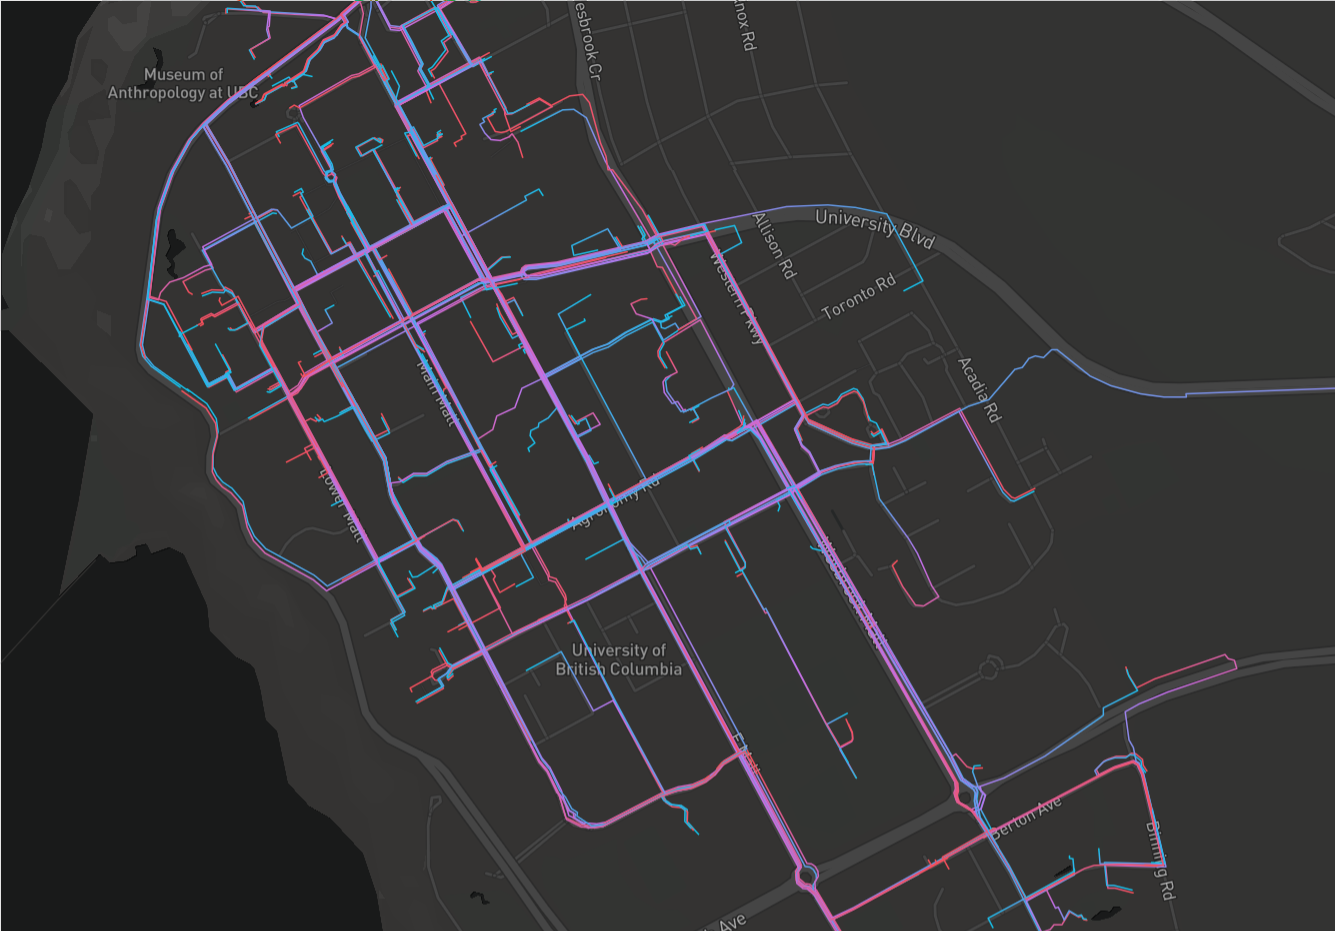 esbrook Cr
nox Rd
Museum of
Anthropology at UBC
University Blvd
Allison Rd
Western Pkwy
Toronto Rd
Main Mall
Acadia Rd
Lower Mall
Agronomy Rd
Wesbrook Mall
University of
British Columbia
E Mall
Berton Ave
Binning Rd
Ave